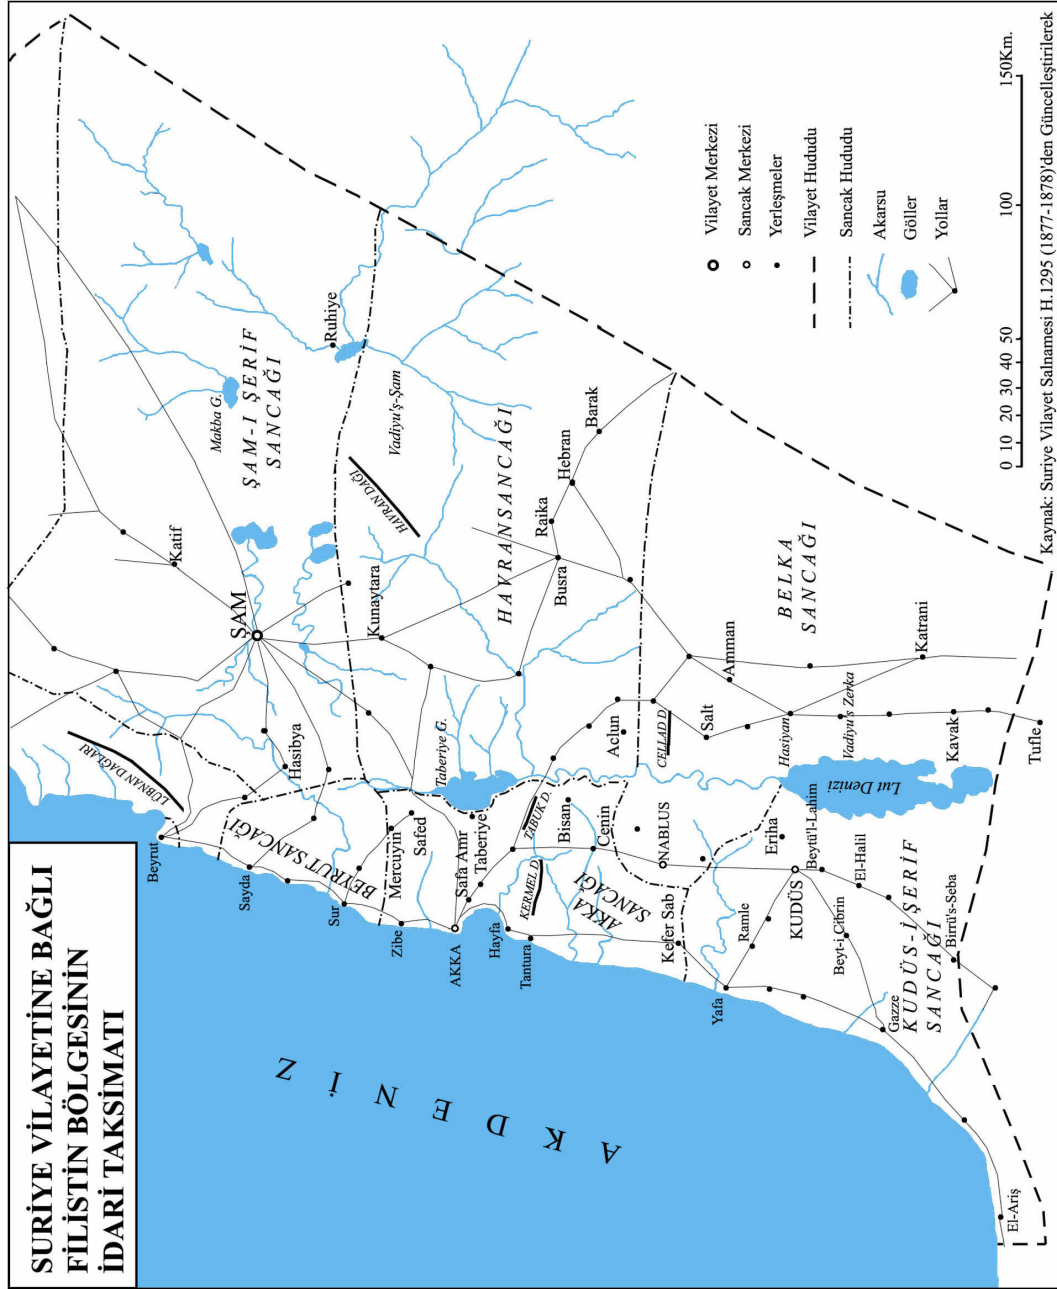 SURİYE VİLAYETİNE BAĞLI
FİLİSTİN BÖLGESİNİN
İDARİ TAKSİMATI
AKDENİZ
LÜBNAN DAĞLARI
Beyrut
Sayda
Sur
Zibe
AKKA
Hayfa
Tantura
Hasibya
BEYRUT SANCAĞI
Mercuyin
Safed
Safa Amr
Taberiye
Taberiye G.
KERMEL D.
TABUK D.
Bisan
Cenin
AKKA
SANCAĞI
Kefer Sab
NABLUS
Yafa
Ramle
KUDÜS
Eriha
Beytü'l-Lahim
El-Halil
Beyt-i Cibrin
Gazze
KUDÜS-İ ŞERİF
SANCAĞI
Birrü's-Seba
El-Ariş
Lut Denizi
Katif
ŞAM
Makba G.
ŞAM-I ŞERİF
SANCAĞI
Ruhiye
Vadiyu'ş-Şam
HAVRAN DAĞI
Kunaytara
HAVRANSANCAĞI
Raika
Busra
Hebran
Barak
Aclun
CELLAD D.
Salt
Amman
Hasiyan
BELKA
SANCAĞI
Vadiyu's Zerka
Katrani
Kavak
Tufle
Vilayet Merkezi
Sancak Merkezi
Yerleşmeler
Vilayet Hududu
Sancak Hududu
Akarsu
Göller
Yollar
0 10 20 30 40 50 100 150Km.
Kaynak: Suriye Vilayet Salnamesi H.1295 (1877-1878)'den Güncelleştirilerek